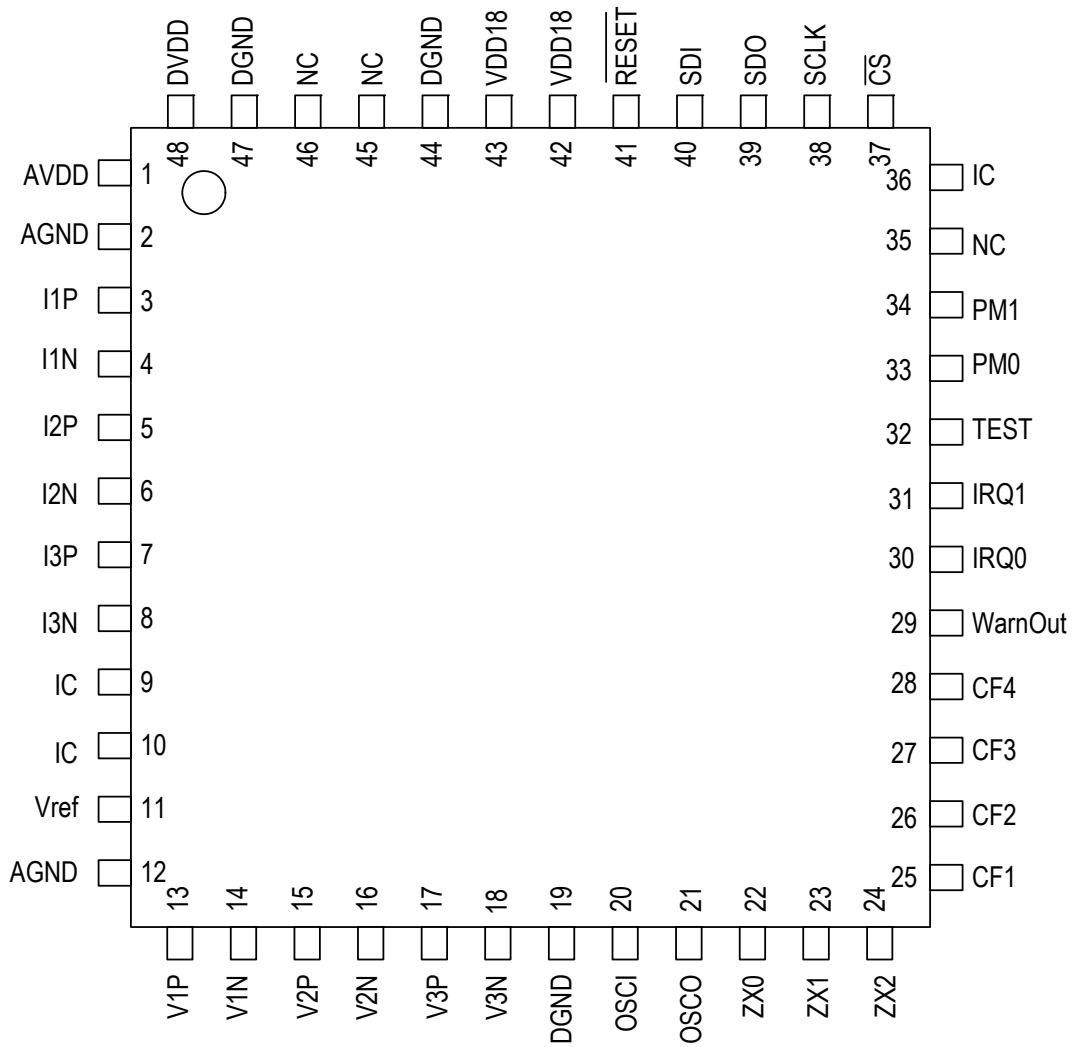 DVDD
DGND
NC
NC
DGND
VDD18
VDD18
RESET
SDI
SDO
SCLK
CS
48
47
46
45
44
43
42
41
40
39
38
37
AVDD 1
AGND 2
I1P 3
I1N 4
I2P 5
I2N 6
I3P 7
I3N 8
IC 9
IC 10
Vref 11
AGND 12
36 IC
35 NC
34 PM1
33 PM0
32 TEST
31 IRQ1
30 IRQ0
29 WarnOut
28 CF4
27 CF3
26 CF2
25 CF1
13
14
15
16
17
18
19
20
21
22
23
24
V1P
V1N
V2P
V2N
V3P
V3N
DGND
OSCI
OSCO
ZX0
ZX1
ZX2